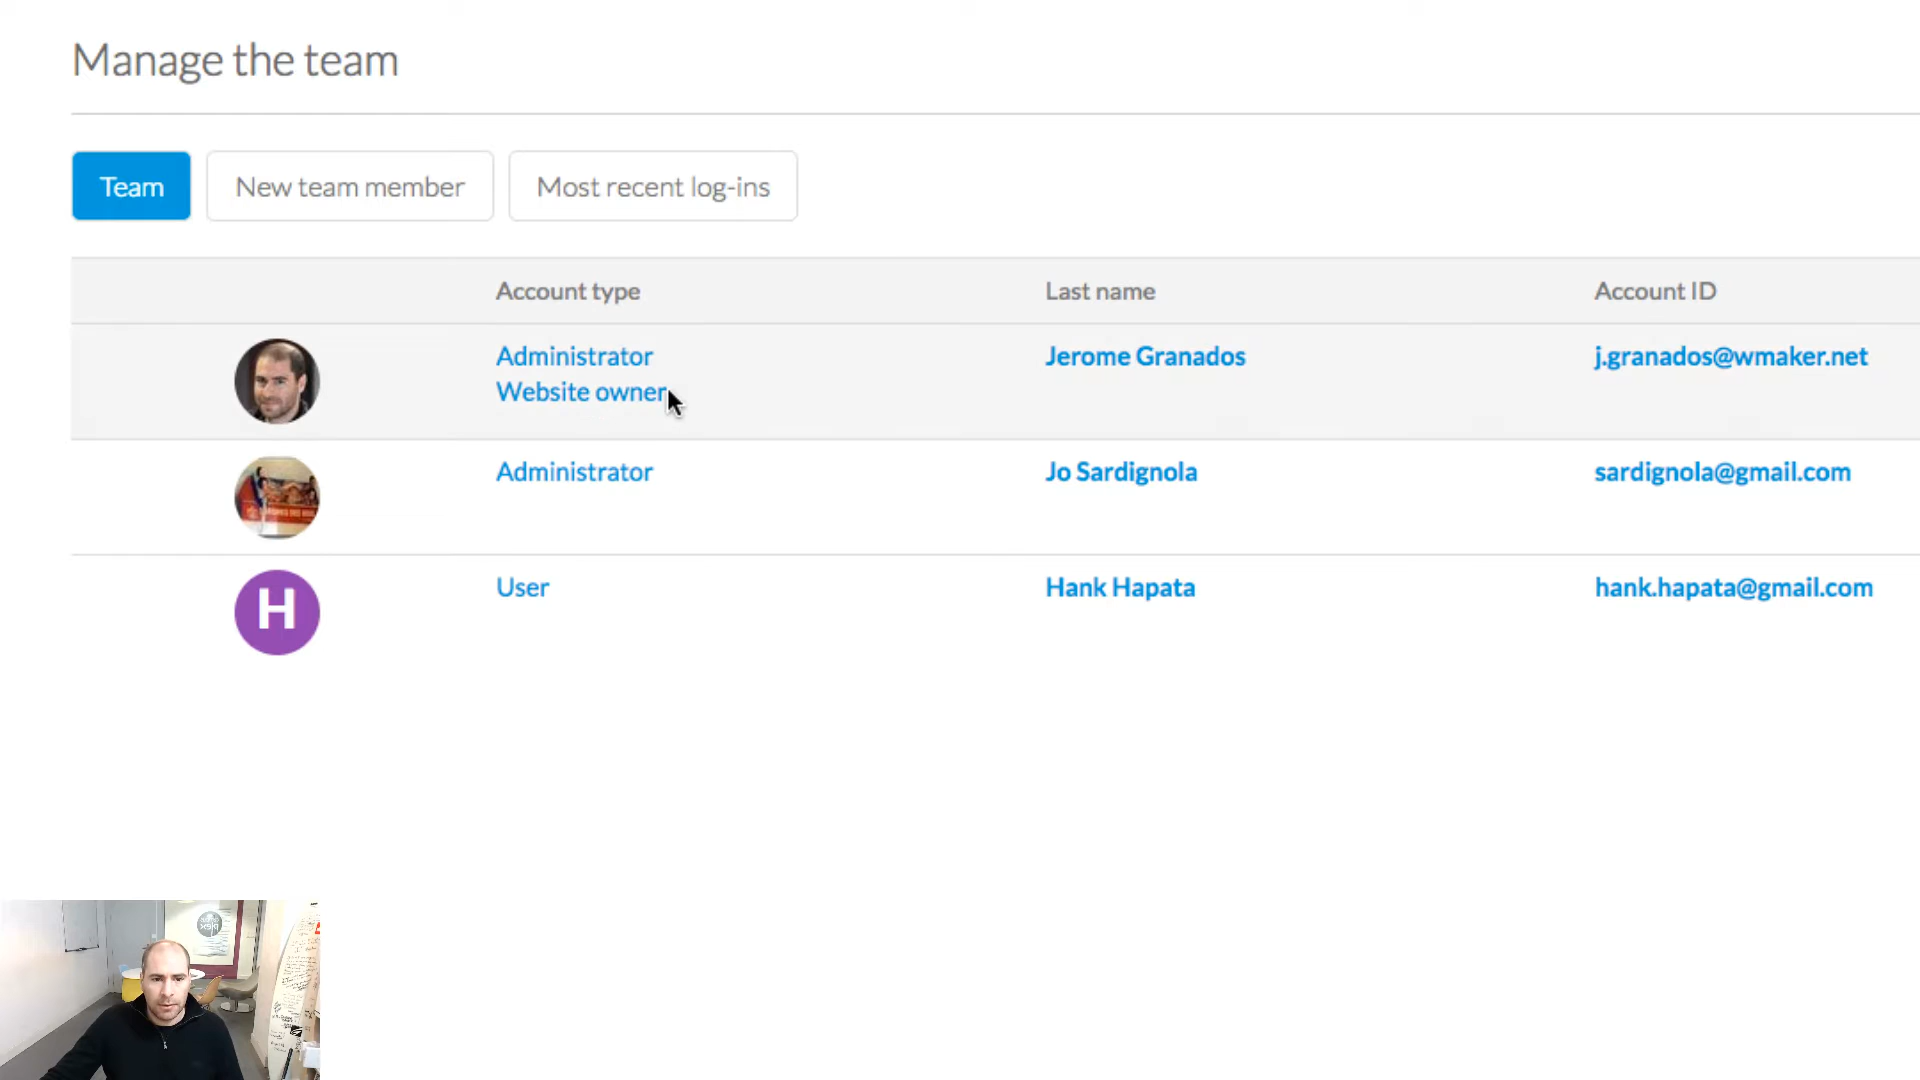 Manage the team
Team
New team member
Most recent log-ins
Account type
Last name
Account ID
Administrator
Website owner
Jerome Granados
j.granados@wmaker.net
Administrator
Jo Sardignola
sardignola@gmail.com
H
User
Hank Hapata
hank.hapata@gmail.com